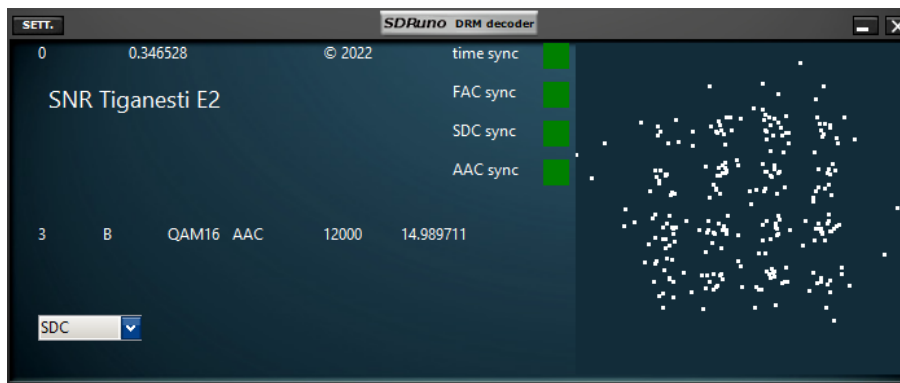 SETT. SDRuno DRM decoder
0 0.346528 © 2022 time sync
SNR Tiganesti E2 FAC sync
SDC sync
AAC sync
3 B QAM16 AAC 12000 14.989711
SDC